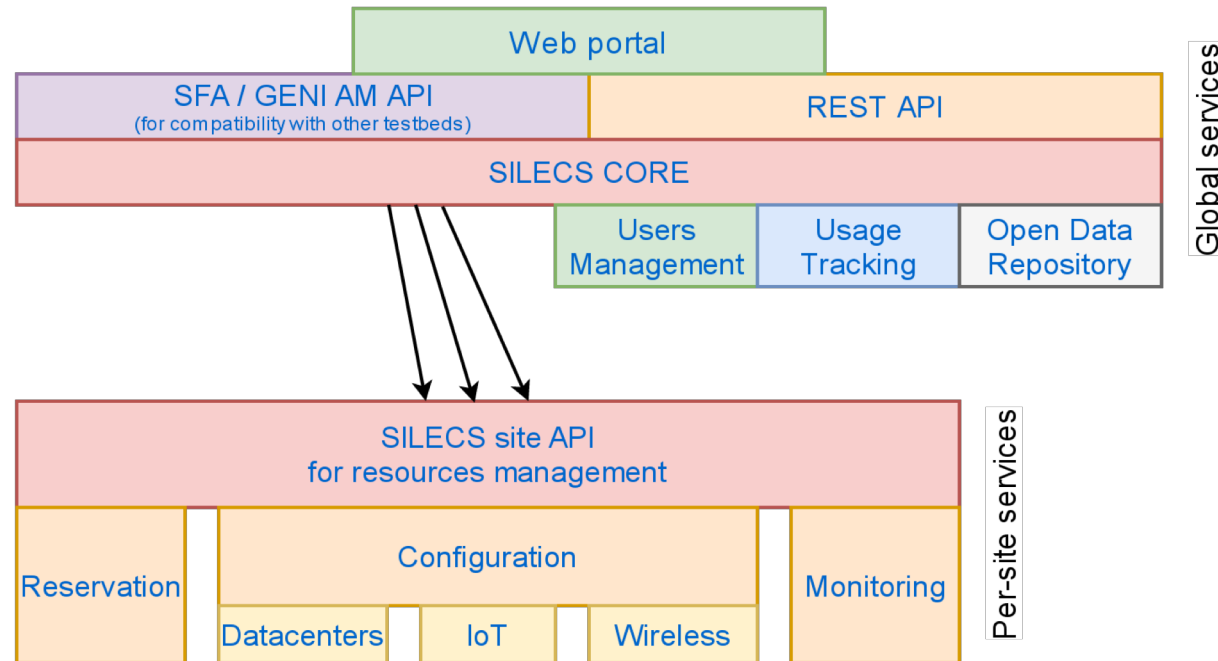 Web portal
SFA / GENI AM API
(for compatibility with other testbeds)
REST API
SILECS CORE
Users
Management
Usage
Tracking
Open Data
Repository
Global services
SILECS site API
for resources management
Reservation
Configuration
Monitoring
Datacenters
IoT
Wireless
Per-site services